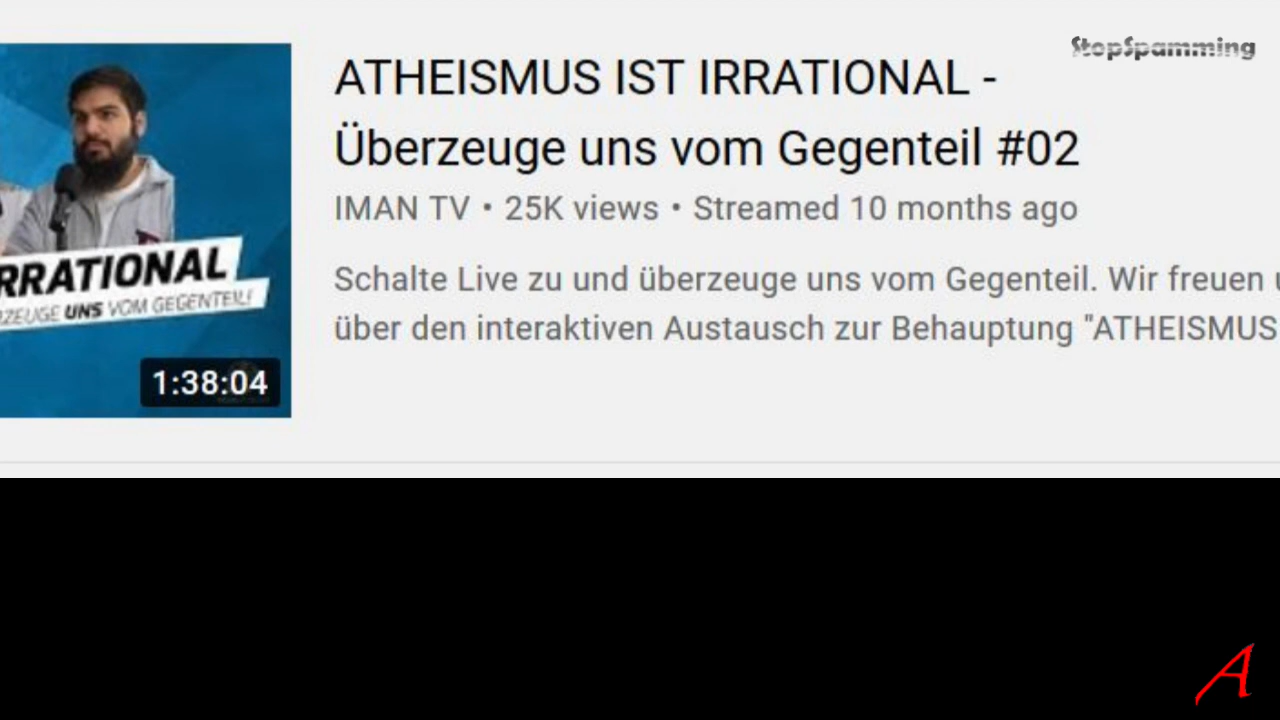 StopSpamming
ATHEISMUS IST IRRATIONAL -
Überzeuge uns vom Gegenteil #02
IMAN TV • 25K views • Streamed 10 months ago
Schalte Live zu und überzeuge uns vom Gegenteil. Wir freuen u
über den interaktiven Austausch zur Behauptung "ATHEISMUS
RRATIONAL
RZEUGE UNS VOM GEGENTEIL!
1:38:04
A